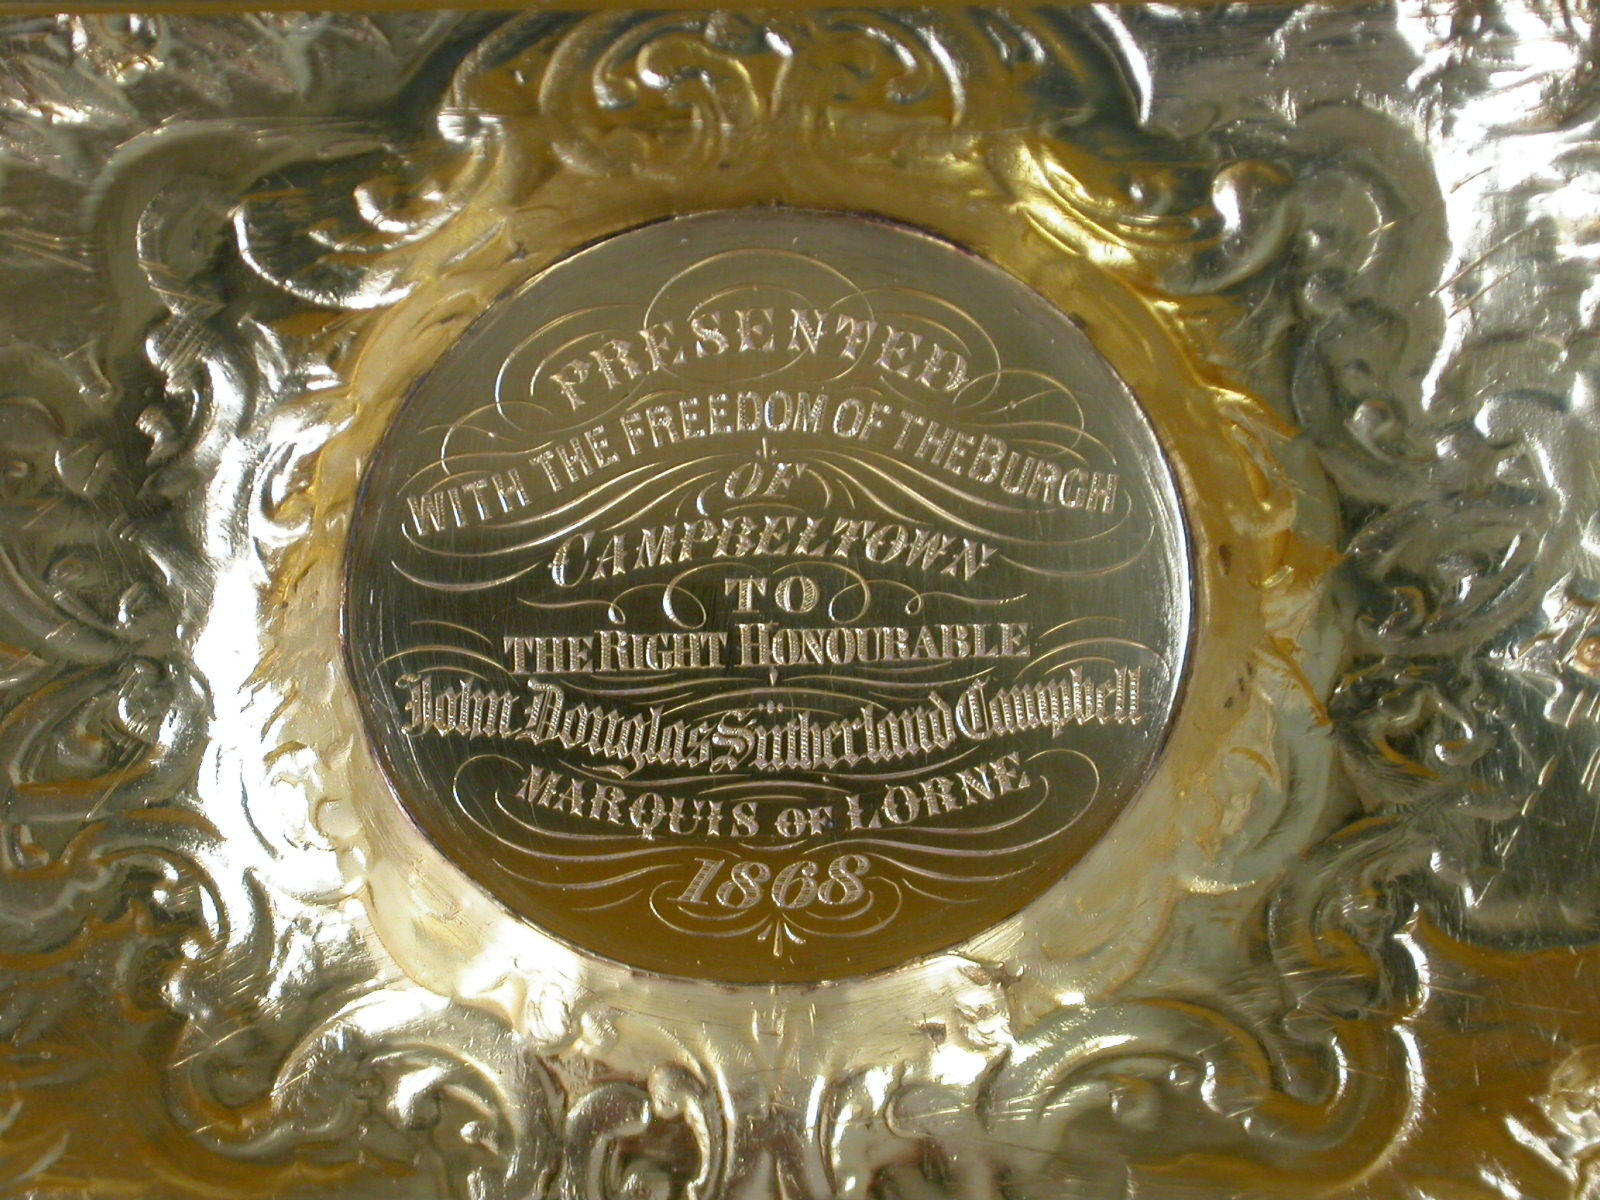 PRESENTED
WITH THE FREEDOM OF THE BURGH
OF
CAMPBELTOWN
TO
THE RIGHT HONOURABLE
John Douglas Sutherland Campbell
MARQUIS OF LORNE
1868